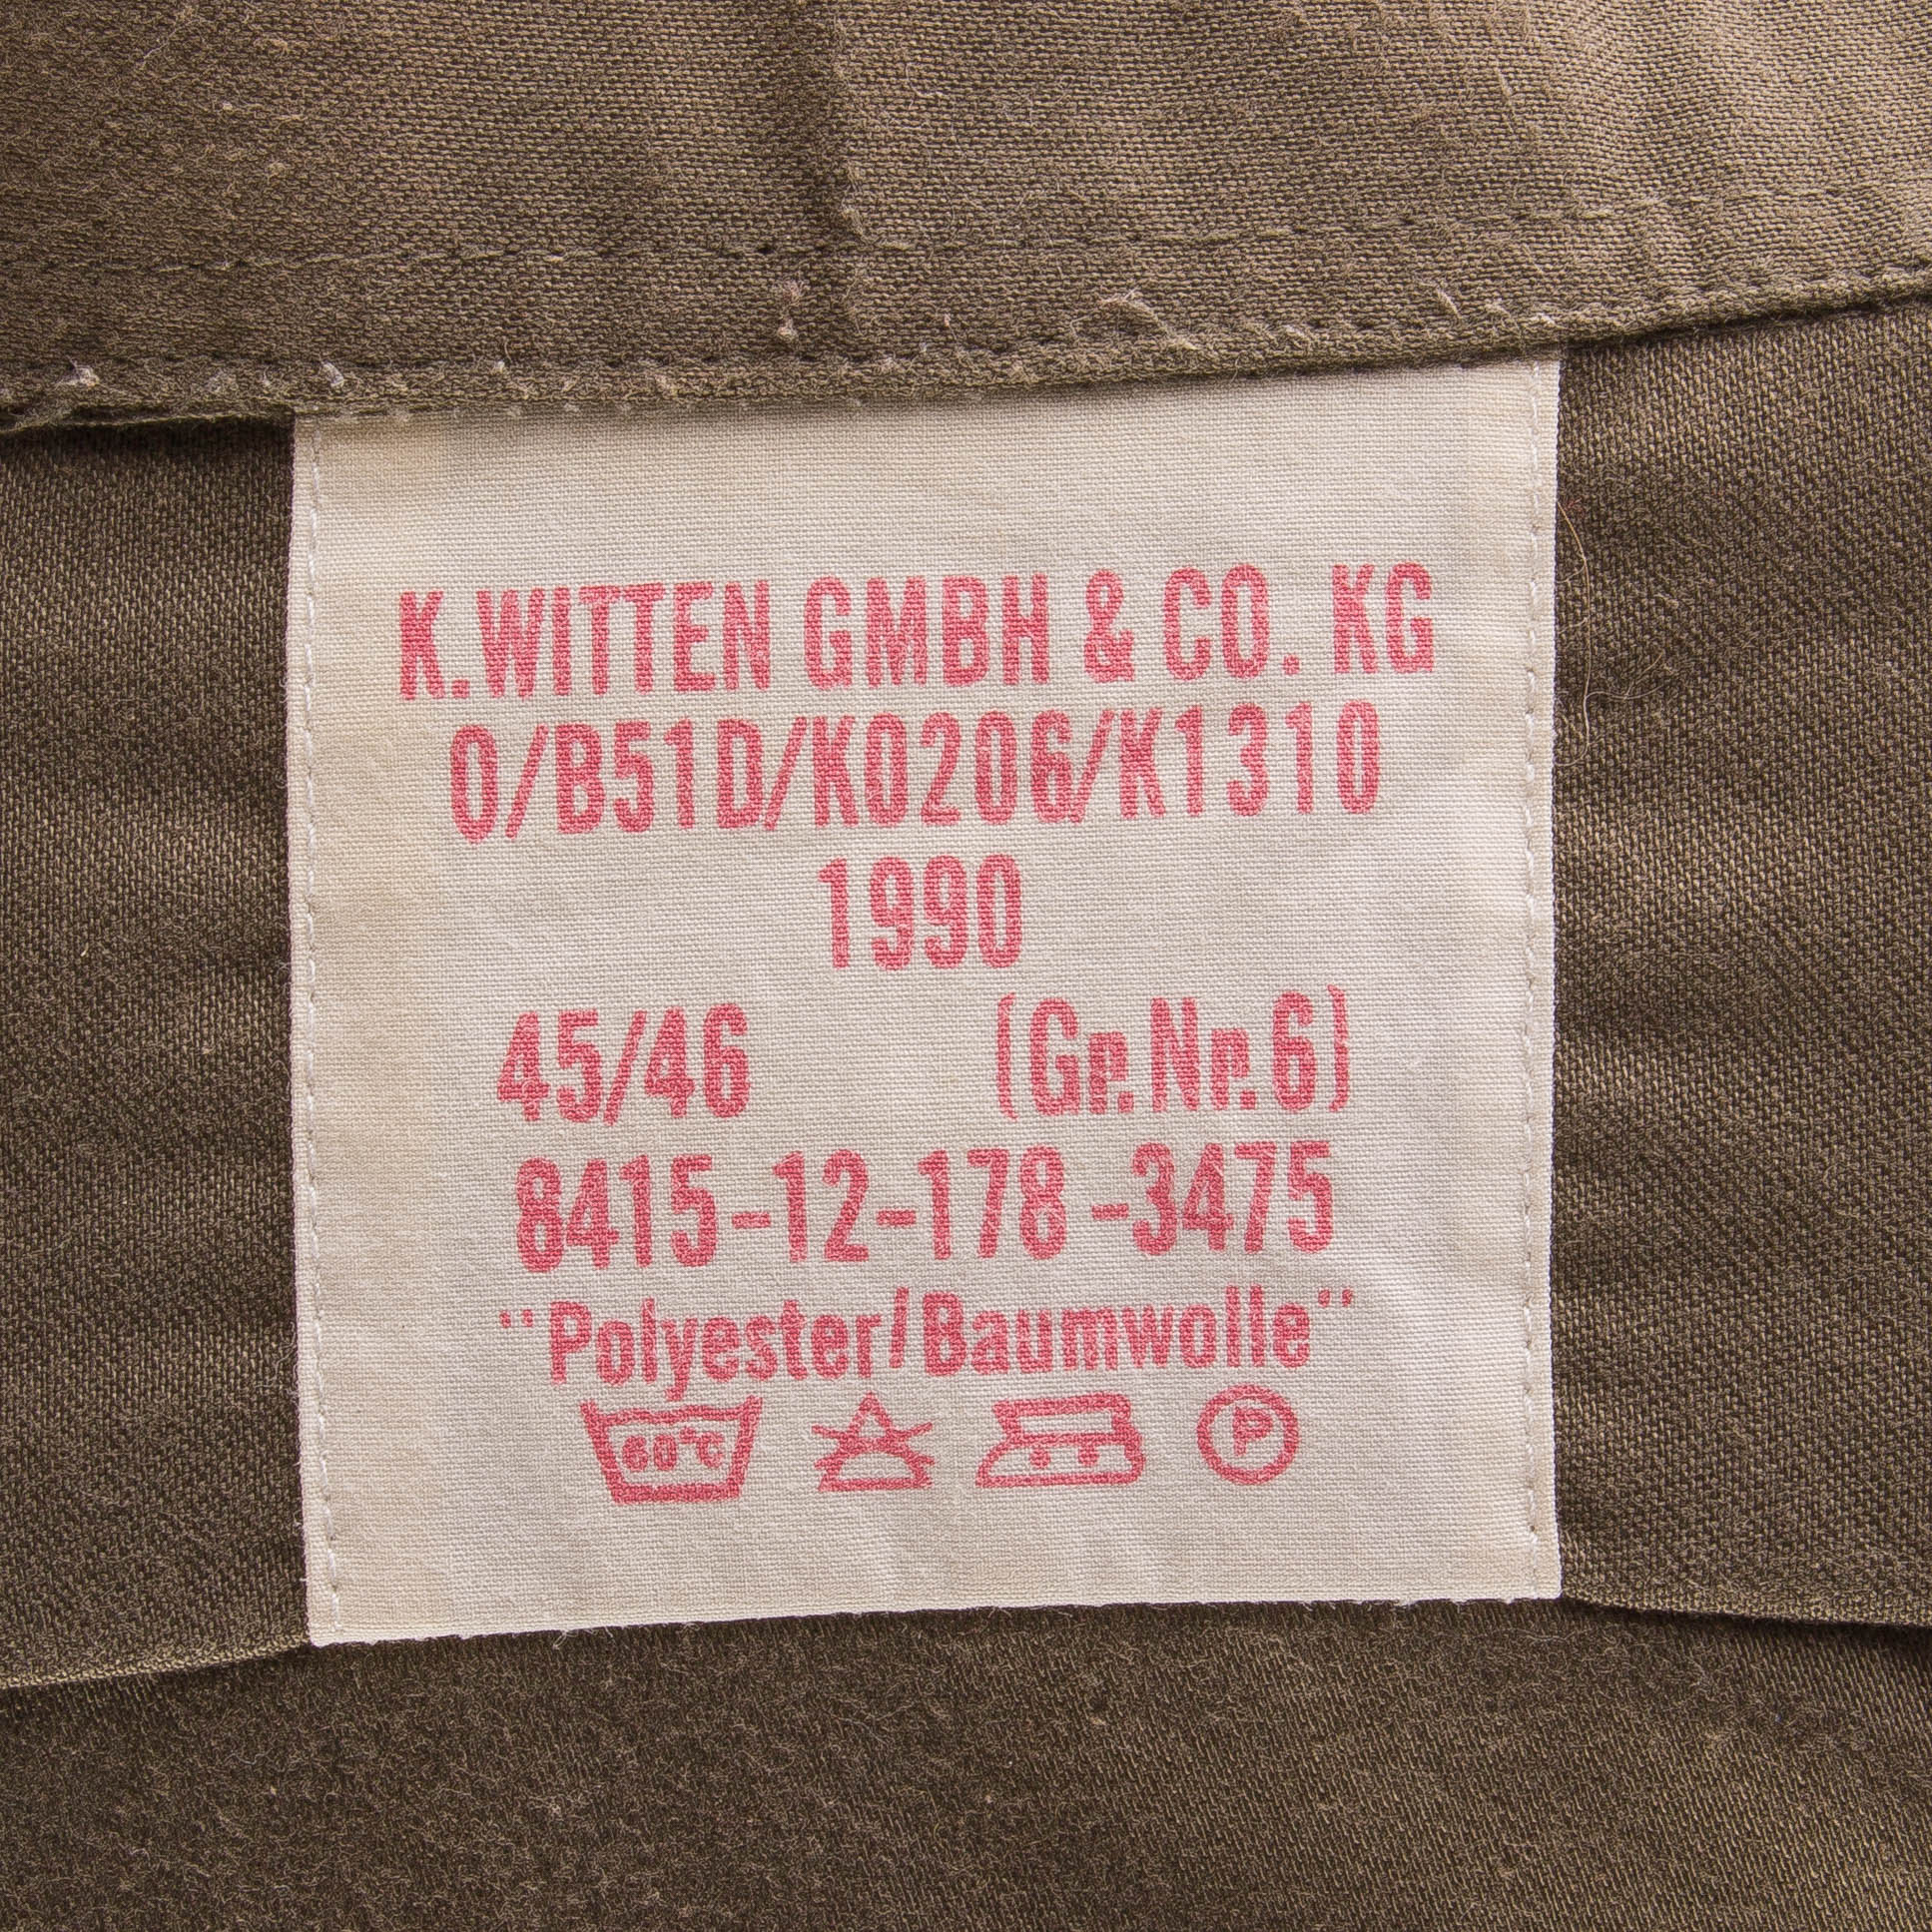 K.WITTEN GMBH & CO. KG
0/B51D/K0206/K1310
1990
45/46 (Gr.Nr.6)
8415-12-178-3475
"Polyester/Baumwolle"
60°C P